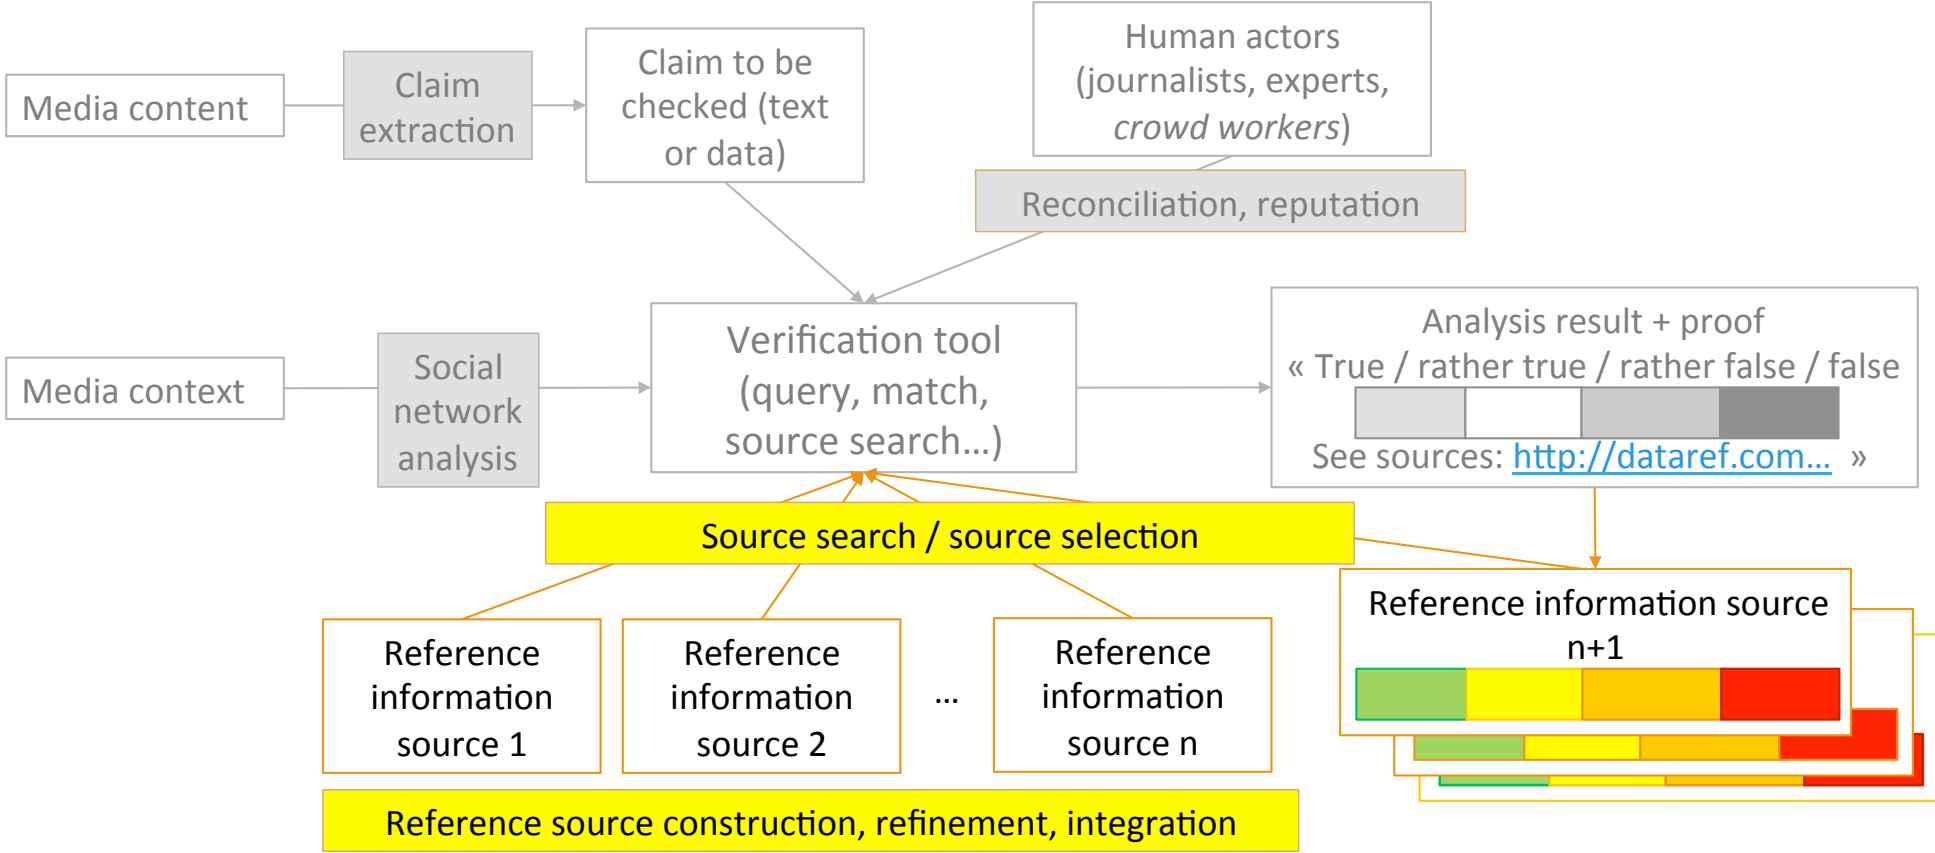 Media content
Claim
extraction
Claim to be
checked (text
or data)
Human actors
(journalists, experts,
crowd workers)
Reconciliation, reputation
Media context
Social
network
analysis
Verification tool
(query, match,
source search…)
Analysis result + proof
« True / rather true / rather false / false
See sources: http://dataref.com… »
Source search / source selection
Reference
information
source 1
Reference
information
source 2
…
Reference
information
source n
Reference information source
n+1
Reference source construction, refinement, integration